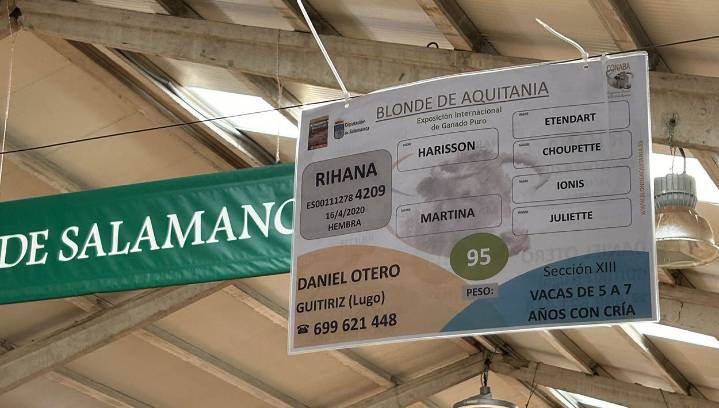 DE SALAMANC
BLONDE DE AQUITANIA
Exposición Internacional
de Ganado Puro
Diputación
de Salamanca
CONABA
RIHANA
ES00111278 4209
16/4/2020
HEMBRA
HARISSON
MARTINA
ETENDART
CHOUPETTE
IONIS
JULIETTE
95
PESO:
DANIEL OTERO
GUITIRIZ (Lugo)
☎ 699 621 448
Sección XIII
VACAS DE 5 A 7
AÑOS CON CRÍA